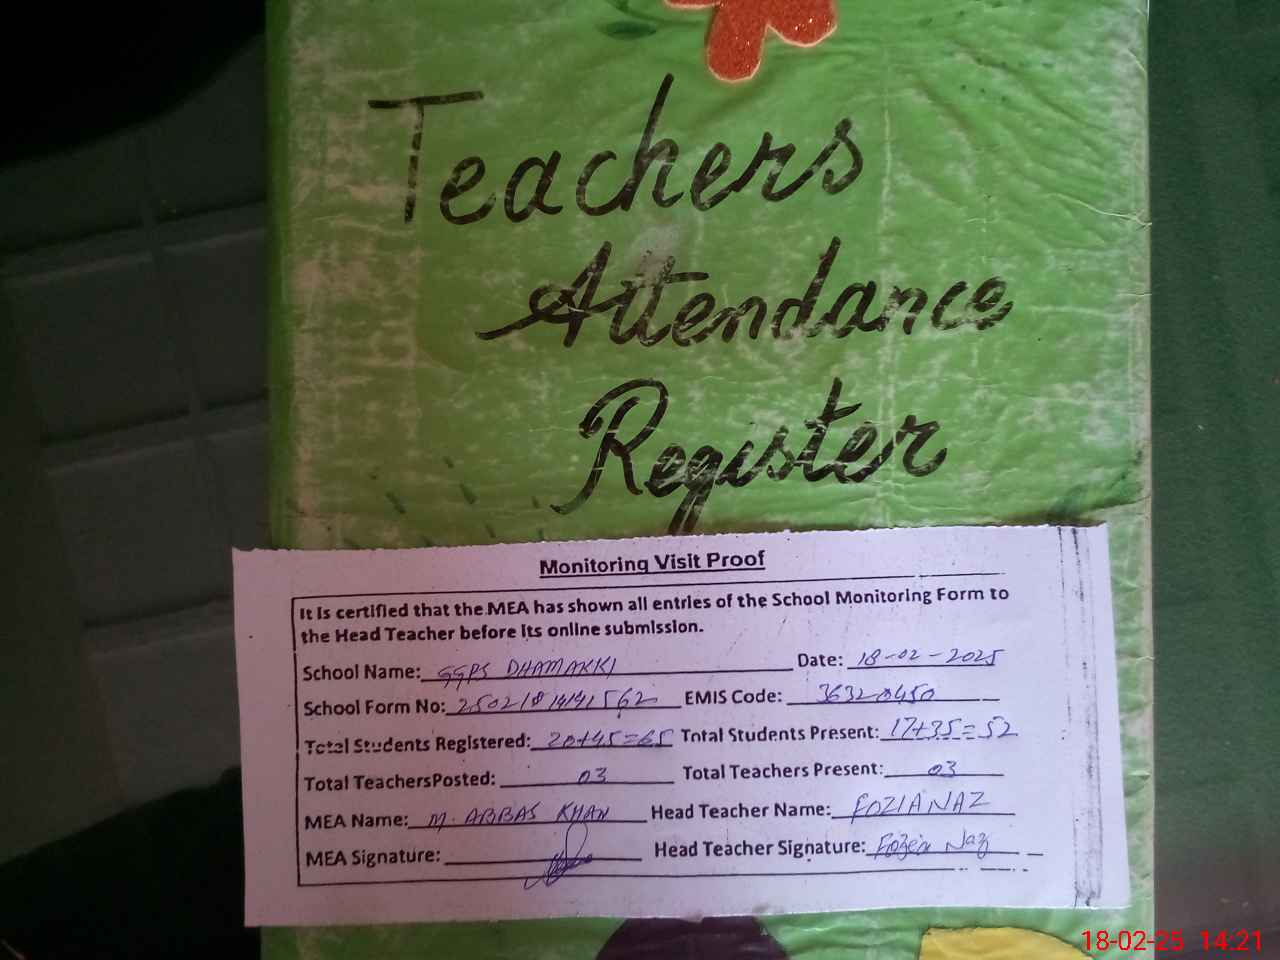 Teachers
Attendance
Register
Monitoring Visit Proof
It is certified that the MEA has shown all entries of the School Monitoring Form to
the Head Teacher before its online submission.
School Name: GGPS DHAMAKKI Date: 18-02-2025
School Form No: EMIS Code: 36320450
Total Students Registered: 20+45=65 Total Students Present: 17+35=52
Total TeachersPosted: 03 Total Teachers Present: 03
MEA Name: M. ABBAS KHAN Head Teacher Name: FOZIA NAZ
MEA Signature: Head Teacher Signature: Fozia Naz
18-02-25 14:21